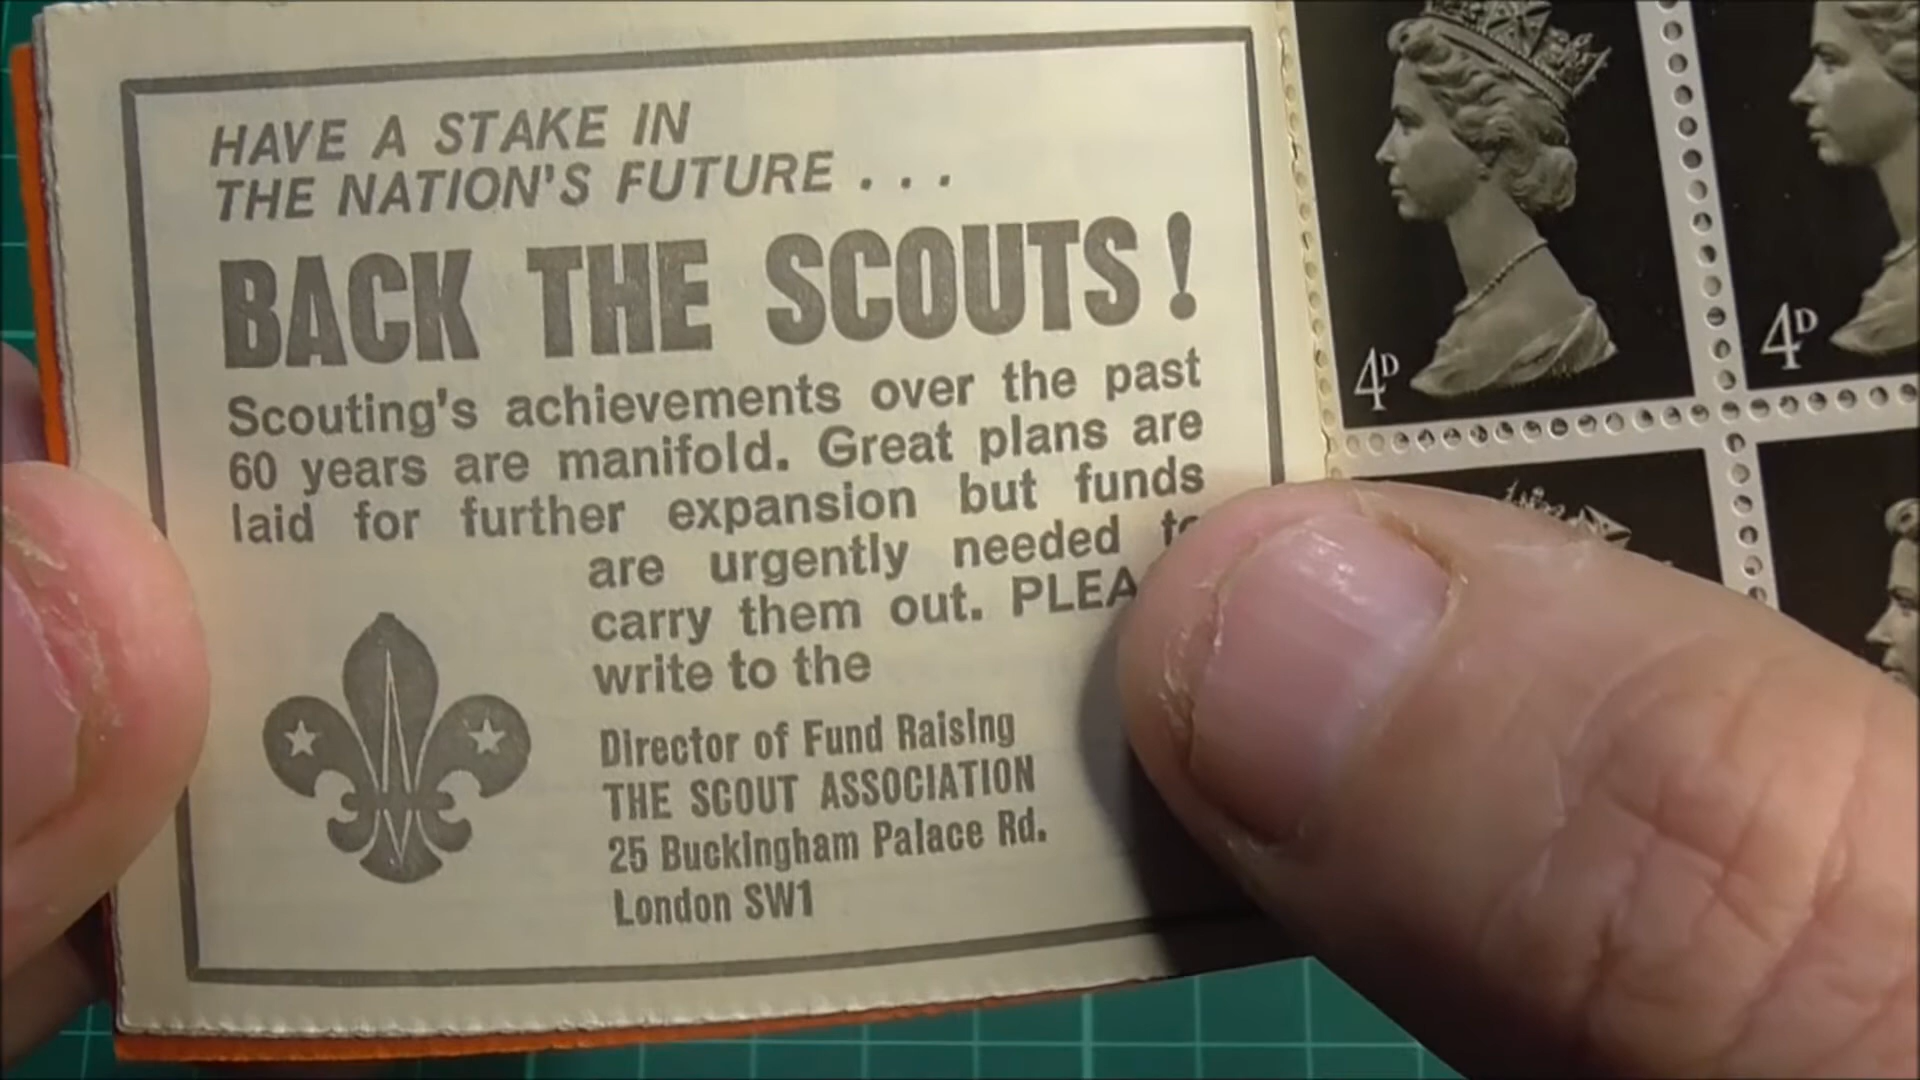 HAVE A STAKE IN
THE NATION'S FUTURE . . .
BACK THE SCOUTS!
Scouting's achievements over the past
60 years are manifold. Great plans are
laid for further expansion but funds
are urgently needed to
carry them out.
write to the
Director of Fund Raising
THE SCOUT ASSOCIATION
25 Buckingham Palace Rd.
London SW1
4D
4D